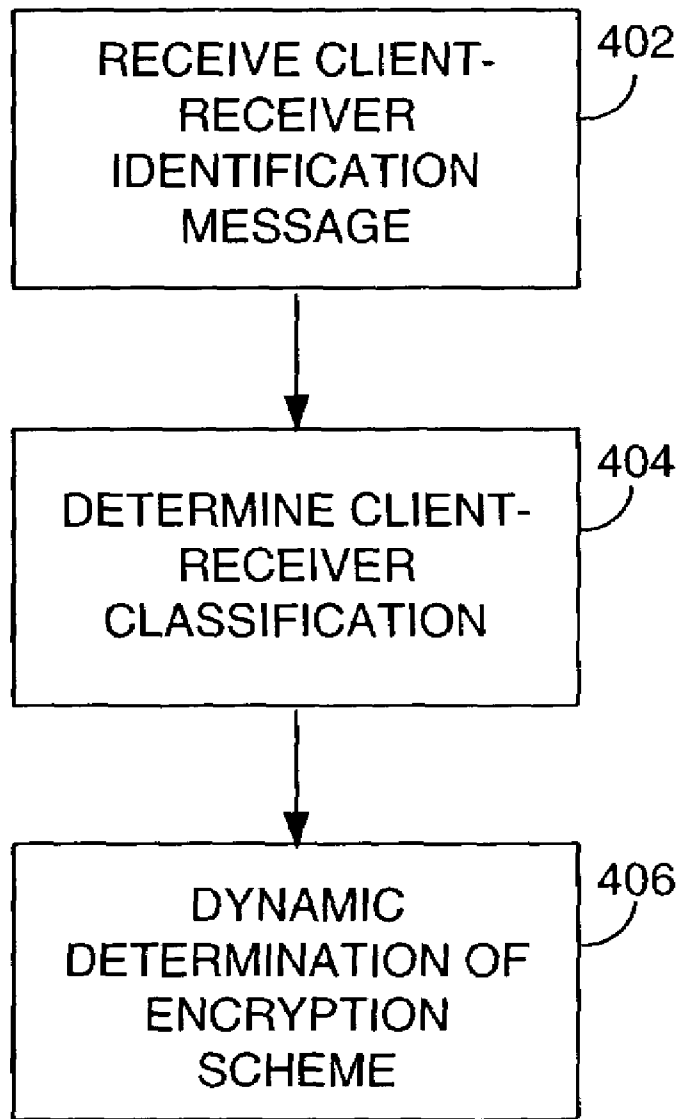 RECEIVE CLIENT-
RECEIVER
IDENTIFICATION
MESSAGE
402
DETERMINE CLIENT-
RECEIVER
CLASSIFICATION
404
DYNAMIC
DETERMINATION OF
ENCRYPTION
SCHEME
406